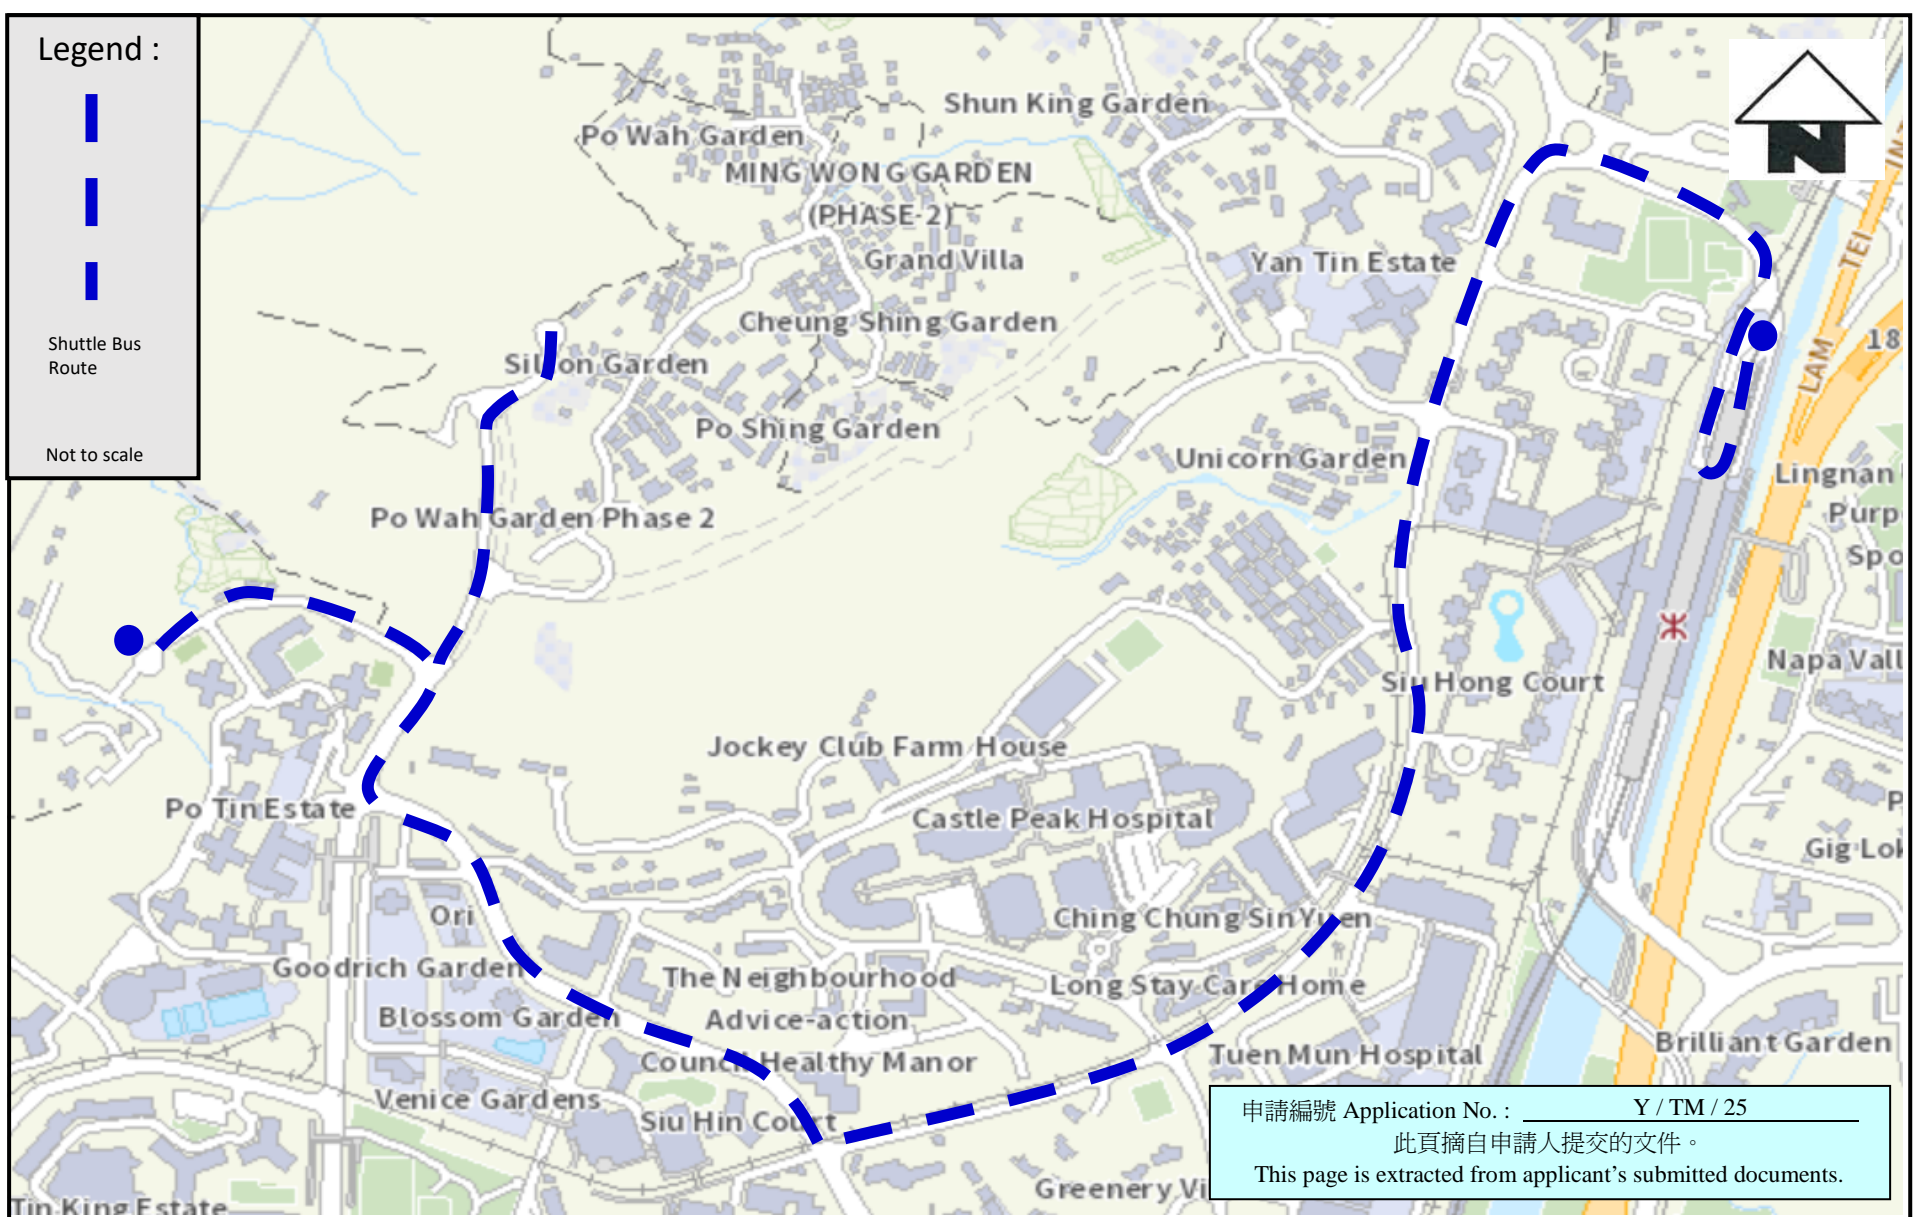 Legend :
Shuttle Bus
Route
Not to scale
Shun King Garden
Po Wah Garden
MING WONG GARDEN
(PHASE-2)
Grand Villa
Yan Tin Estate
LAM TEI
Cheung Shing Garden
18
Garden
Po Shing Garden
Unicorn Garden
Lingnan
Po Wah Garden Phase 2
Siu Hong Court
Jockey Club Farm House
Po Tin Estate
Castle Peak Hospital
Ori
Ching Chung Sin Yuen
Goodrich Garden
The Neighbourhood
Advice-action
Council Healthy Manor
Long Stay Care Home
Blossom Garden
Tuen Mun Hospital
Brilliant Garden
Venice Gardens
Siu Hin Court
Greenery
Tin King Estate
申請編號 Application No. : Y / TM / 25
此頁摘自申請人提交的文件。
This page is extracted from applicant's submitted documents.
N